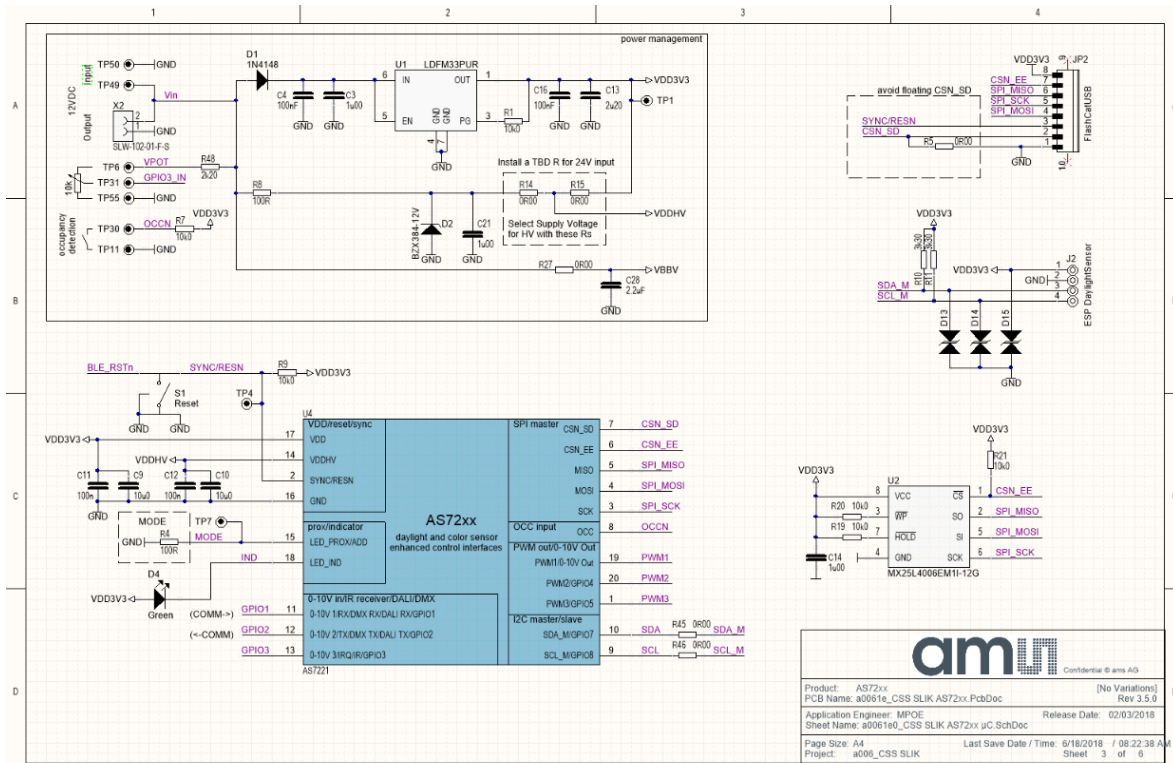 1 2 3 4
A
B
C
D
power management
Input
12VDC
Output
TP50 GND
TP49
Vin
X2
2
1
GND
SLW-102-01-F-S
D1
1N4148
C4
100nF
GND
C3
1u00
GND
U1 LDFM33PUR
6 IN OUT 1
5 EN PG 3
GND
GND
4
7
GND
R1
10k0
C16
100nF
GND
C13
2u20
GND
VDD3V3
TP1
10k
TP6 VPOT R48
2k20
TP31 GPIO3_IN
TP55 GND
occupancy
detection
TP30 OCCN R7
10k0
VDD3V3
TP11 GND
R8
100R
BZX384-12V
D2
GND
C21
1u00
GND
Install a TBD R for 24V input
R14
0R00
R15
0R00
Select Supply Voltage
for HV with these Rs
VDDHV
R27 0R00
VBBV
C28
2.2uF
GND
avoid floating CSN_SD
SYNC/RESN
CSN_SD
R5 0R00
GND
VDD3V3
CSN_EE
SPI_MISO
SPI_SCK
SPI_MOSI
8
7
6
5
4
3
2
1
9
10
JP2
FlashCatUSB
VDD3V3
3k30
3k30
R10
R11
SDA_M
SCL_M
VDD3V3
GND
1
2
3
4
J2
ESP DaylightSensor
D13
D14
D15
GND
BLE_RSTn SYNC/RESN
R9
10k0
VDD3V3
S1
Reset
GND GND
TP4
VDD3V3
VDDHV
C11
100n
C9
10u0
C12
100n
C10
10u0
GND
MODE
GND R4
100R
TP7
MODE
IND
D4
VDD3V3
Green
(COMM->) GPIO1
(<-COMM) GPIO2
GPIO3
U4
VDD/reset/sync
17 VDD
14 VDDHV
2 SYNC/RESN
16 GND
prox/indicator
15 LED_PROX/ADD
18 LED_IND
0-10V in/IR receiver/DALI/DMX
11 0-10V 1/RX/DMX RX/DALI RX/GPIO1
12 0-10V 2/TX/DMX TX/DALI TX/GPIO2
13 0-10V 3/IRQ/IR/GPIO3
AS7221
AS72xx
daylight and color sensor
enhanced control interfaces
SPI master
CSN_SD 7 CSN_SD
CSN_EE 6 CSN_EE
MISO 5 SPI_MISO
MOSI 4 SPI_MOSI
SCK 3 SPI_SCK
OCC input
OCC 8 OCCN
PWM out/0-10V Out
PWM1/0-10V Out 19 PWM1
PWM2/GPIO4 20 PWM2
PWM3/GPIO5 1 PWM3
I2C master/slave
SDA_M/GPIO7 10 SDA R45 0R00 SDA_M
SCL_M/GPIO8 9 SCL R46 0R00 SCL_M
VDD3V3
R21
10k0
VDD3V3
U2
8 VCC CS 1 CSN_EE
R20 10k0 3 WP SO 2 SPI_MISO
R19 10k0 7 HOLD SI 5 SPI_MOSI
4 GND SCK 6 SPI_SCK
C14
1u00
MX25L4006EM1I-12G
am
Confidential © ams AG
Product: AS72xx [No Variations]
PCB Name: a0061e_CSS SLIK AS72xx.PcbDoc Rev 3.5.0
Application Engineer: MPOE Release Date: 02/03/2018
Sheet Name: a0061e0_CSS SLIK AS72xx µC.SchDoc
Page Size: A4 Last Save Date / Time: 6/18/2018 / 08:22:38 AM
Project: a006_CSS SLIK Sheet 3 of 6